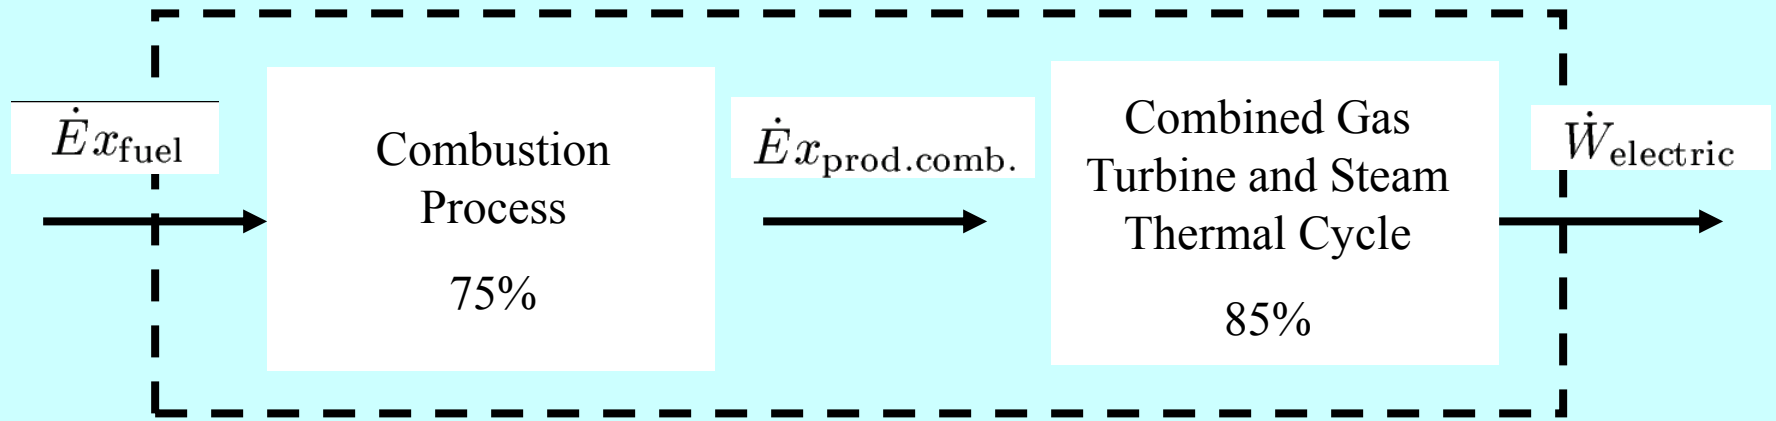 Ėx_fuel
Combustion
Process
75%
Ėx_prod.comb.
Combined Gas
Turbine and Steam
Thermal Cycle
85%
Ẇ_electric